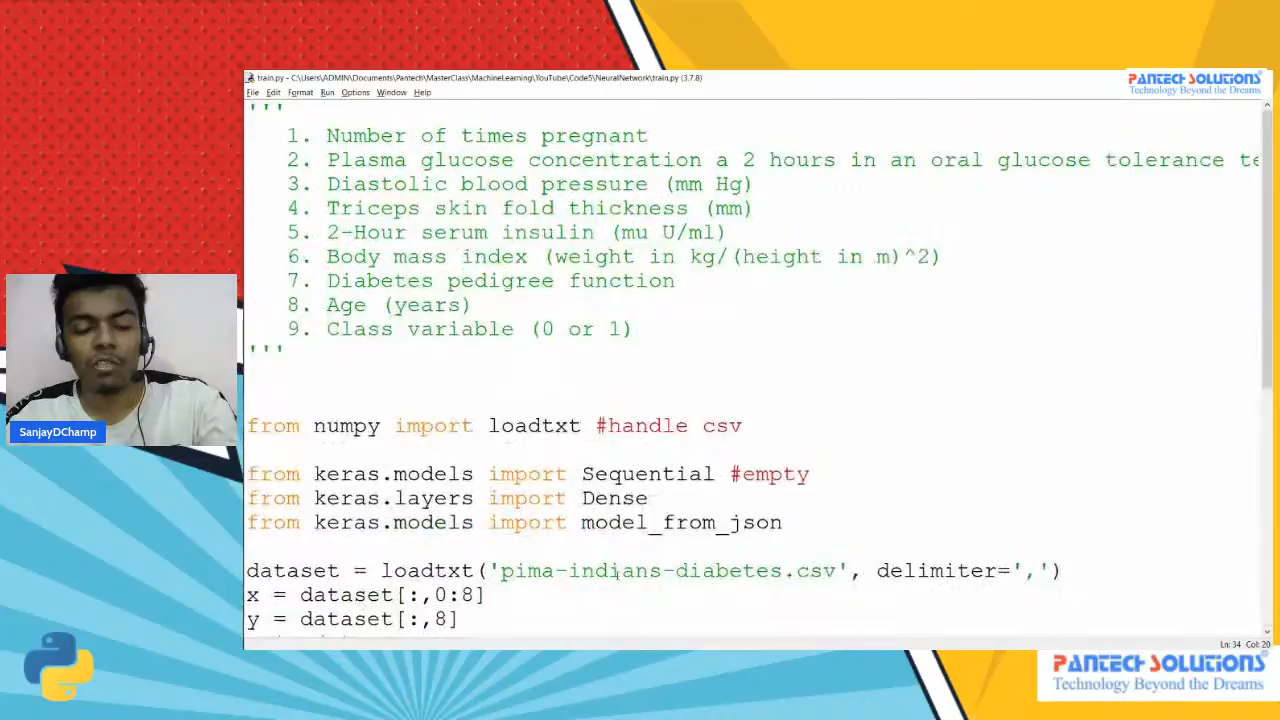 train.py - C:\Users\ADMIN\Documents\Pantech\MasterClass\MachineLearning\YouTube\Code5\NeuralNetwork\train.py (3.7.8)
PANTECH SOLUTIONS
Technology Beyond the Dreams
File Edit Format Run Options Window Help
'''
1. Number of times pregnant
2. Plasma glucose concentration a 2 hours in an oral glucose tolerance te
3. Diastolic blood pressure (mm Hg)
4. Triceps skin fold thickness (mm)
5. 2-Hour serum insulin (mu U/ml)
6. Body mass index (weight in kg/(height in m)^2)
7. Diabetes pedigree function
8. Age (years)
9. Class variable (0 or 1)
'''
from numpy import loadtxt #handle csv
from keras.models import Sequential #empty
from keras.layers import Dense
from keras.models import model_from_json
dataset = loadtxt('pima-indians-diabetes.csv', delimiter=',')
x = dataset[:,0:8]
y = dataset[:,8]
Ln: 34 Col: 20
SanjayDChamp
PANTECH SOLUTIONS
Technology Beyond the Dreams